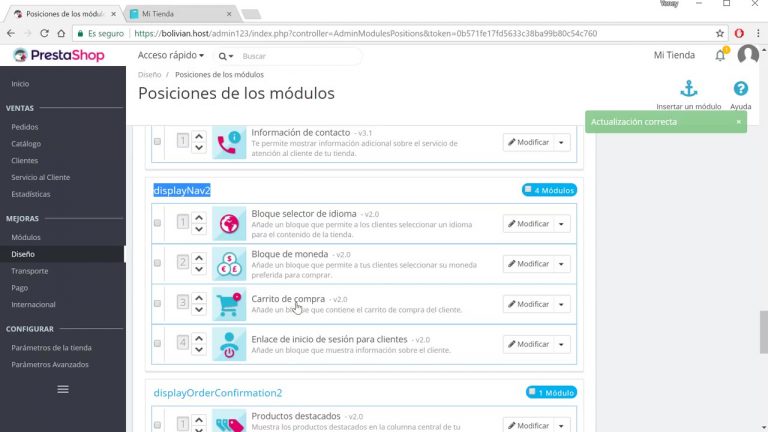 Posiciones de los módulo ×
Mi Tienda ×
Yenny
Es seguro
https://bolivian.host/admin123/index.php?controller=AdminModulesPositions&token=0b571fe17fd5633c38ba99b80c54c760
PrestaShop
Acceso rápido
Buscar
Mi Tienda
Inicio
VENTAS
Pedidos
Catálogo
Clientes
Servicio al Cliente
Estadísticas
MEJORAS
Módulos
Diseño
Transporte
Pago
Internacional
CONFIGURAR
Parámetros de la tienda
Parámetros Avanzados
Diseño / Posiciones de los módulos
Posiciones de los módulos
Insertar un módulo
Ayuda
Actualización correcta ×
1
Información de contacto - v3.1
Te permite mostrar información adicional sobre el servicio de
atención al cliente de tu tienda.
Modificar
displayNav2
4 Módulos
1
Bloque selector de idioma - v2.0
Añade un bloque que permite a los clientes seleccionar un idioma
para el contenido de la tienda.
Modificar
2
Bloque de moneda - v2.0
Añade un bloque que permite a tus clientes seleccionar su moneda
preferida para comprar.
Modificar
3
Carrito de compra - v2.0
Añade un bloque que contiene el carrito de compra del cliente.
Modificar
4
Enlace de inicio de sesión para clientes - v2.0
Añade un bloque que muestra información sobre el cliente.
Modificar
displayOrderConfirmation2
1 Módulo
1
Productos destacados - v2.0
Muestra los productos destacados en la columna central de tu
Modificar